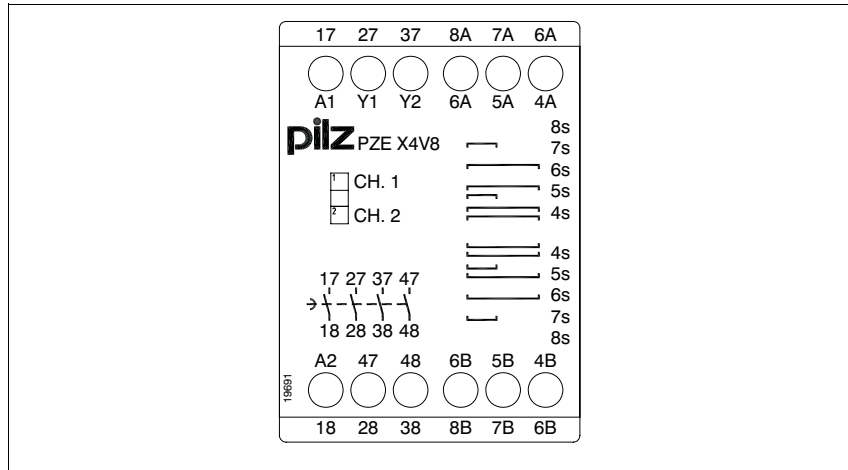 17 27 37 8A 7A 6A
A1 Y1 Y2 6A 5A 4A
8s
pilz PZE X4V8 7s
6s
1 CH. 1
5s
2 CH. 2 4s
4s
17 27 37 47 5s
6s
18 28 38 48 7s
8s
A2 47 48 6B 5B 4B
19691
18 28 38 8B 7B 6B